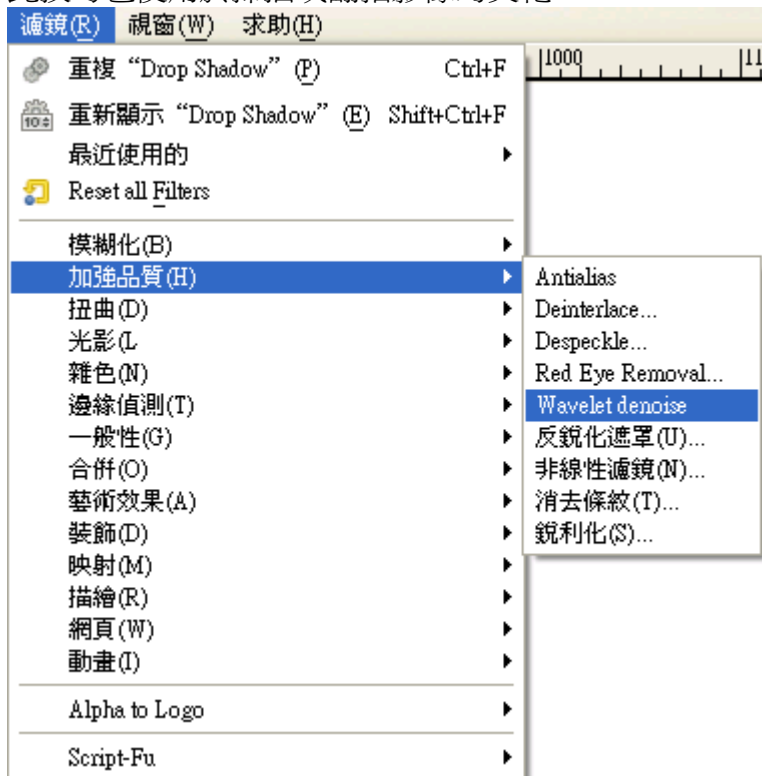 濾鏡(R) 視窗(W) 求助(H)
1000 11
重複“Drop Shadow”(P) Ctrl+F
重新顯示“Drop Shadow”(E) Shift+Ctrl+F
最近使用的
Reset all Filters
模糊化(B)
加強品質(H)
扭曲(D)
光影(L
雜色(N)
邊緣偵測(T)
一般性(G)
合併(O)
藝術效果(A)
裝飾(D)
映射(M)
描繪(R)
網頁(W)
動畫(I)
Alpha to Logo
Script-Fu
Antialias
Deinterlace...
Despeckle...
Red Eye Removal...
Wavelet denoise
反銳化遮罩(U)...
非線性濾鏡(N)...
消去條紋(T)...
銳利化(S)...